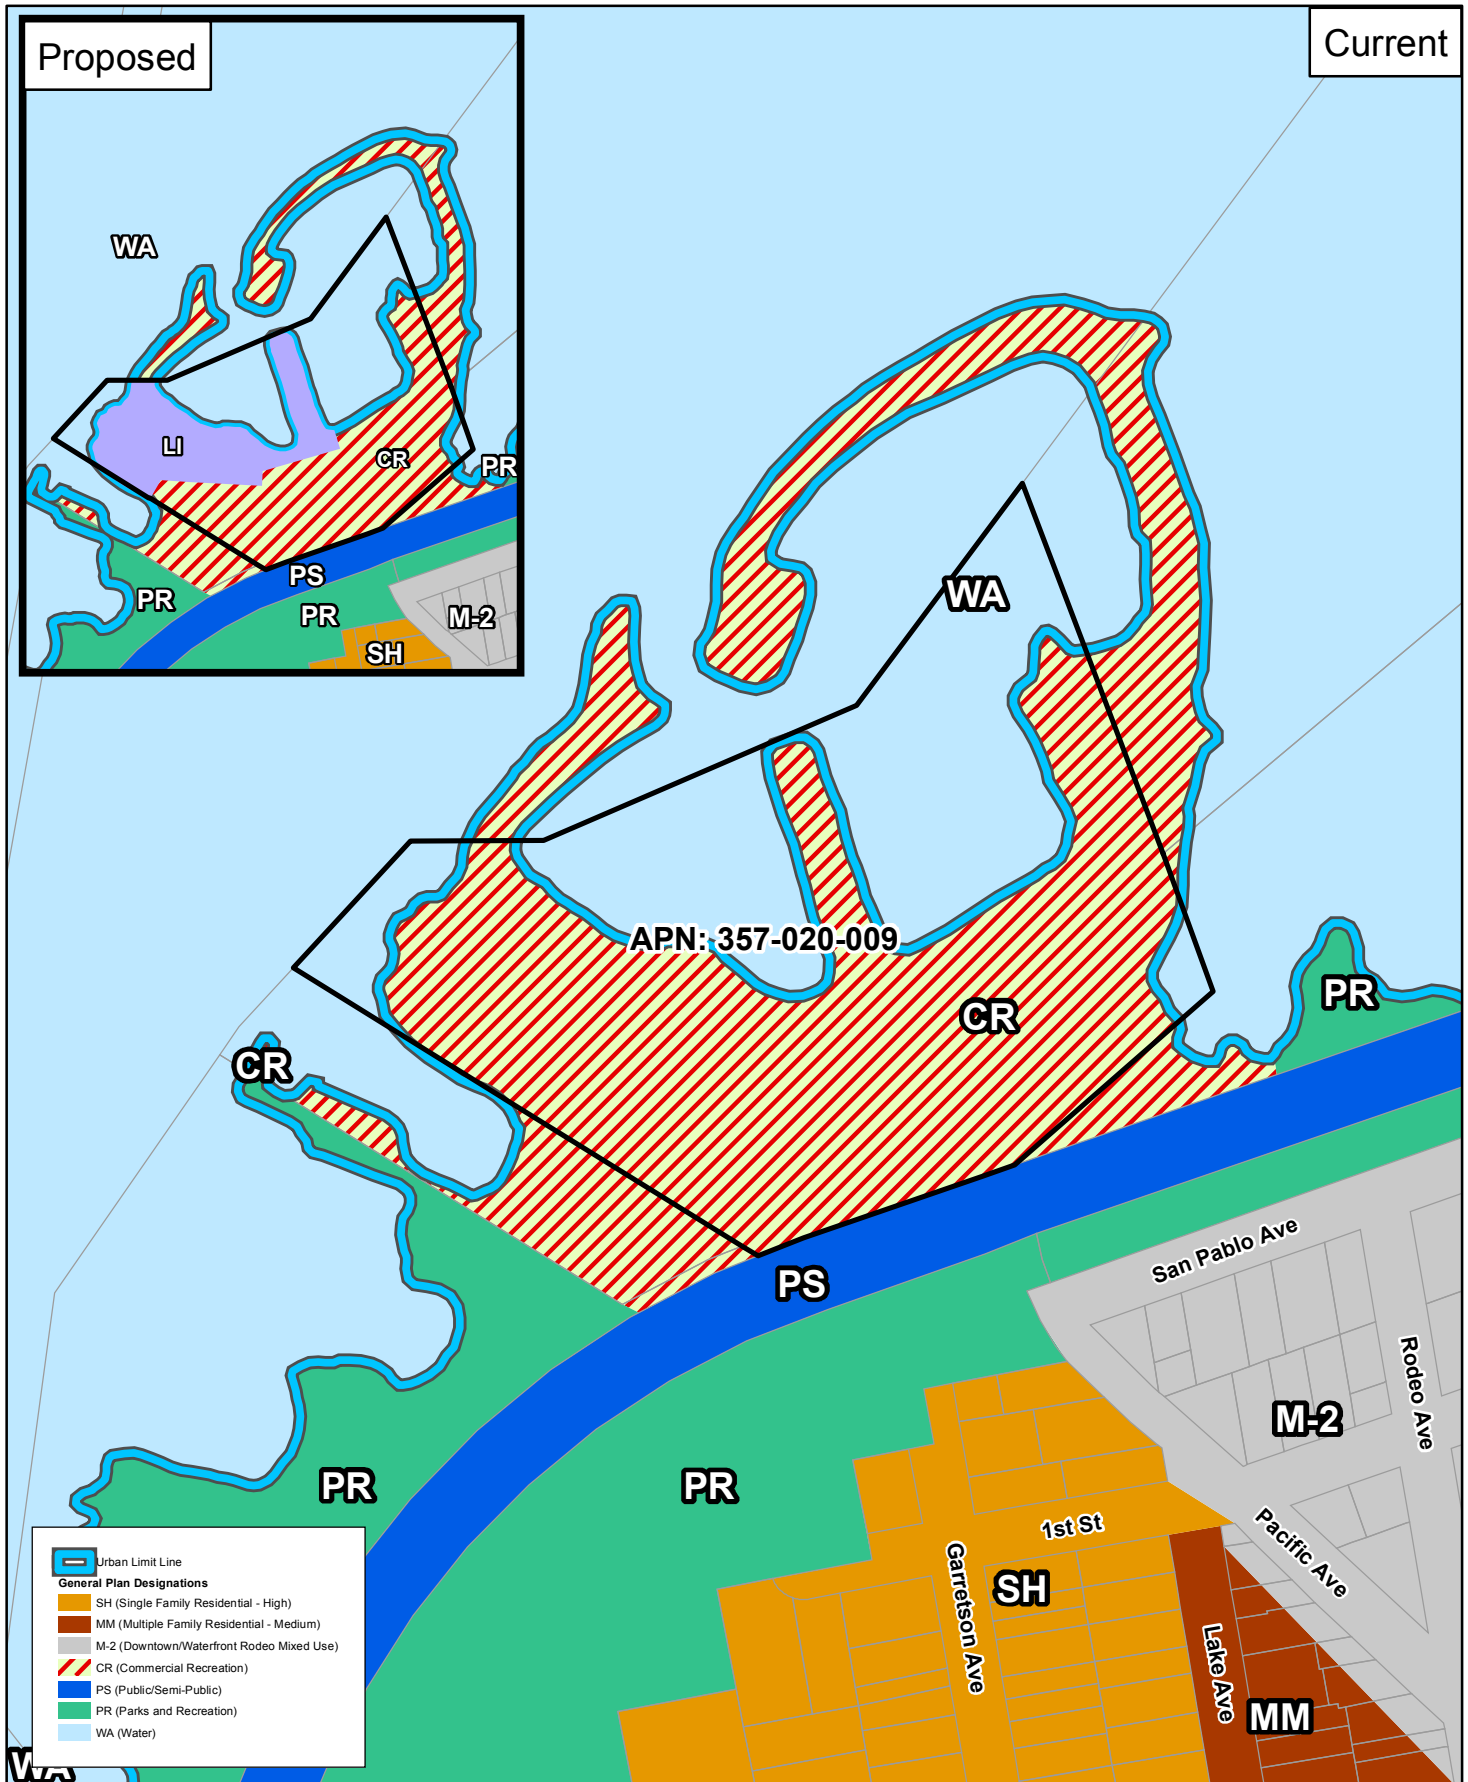 Proposed
Current
WA
LI
CR
PR
PS
PR
PR
M-2
SH
WA
APN: 357-020-009
CR
PR
CR
PS
San Pablo Ave
Rodeo Ave
M-2
PR
PR
Pacific Ave
1st St
Garretson Ave
SH
Lake Ave
MM
Urban Limit Line
General Plan Designations
SH (Single Family Residential - High)
MM (Multiple Family Residential - Medium)
M-2 (Downtown/Waterfront Rodeo Mixed Use)
CR (Commercial Recreation)
PS (Public/Semi-Public)
PR (Parks and Recreation)
WA (Water)
WA